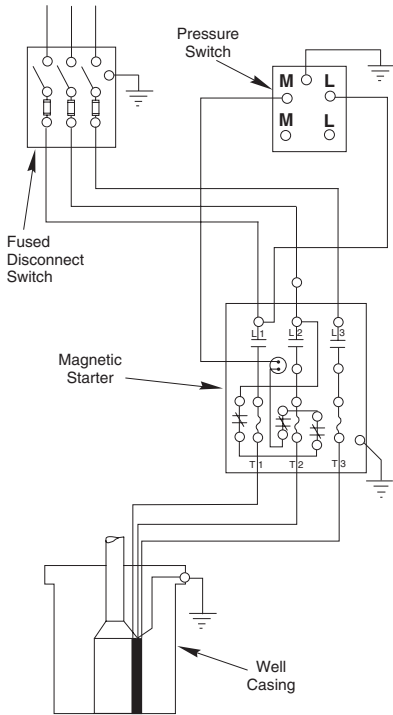 Pressure
Switch
M L
M L
Fused
Disconnect
Switch
L1 L2 L3
Magnetic
Starter
T1 T2 T3
Well
Casing